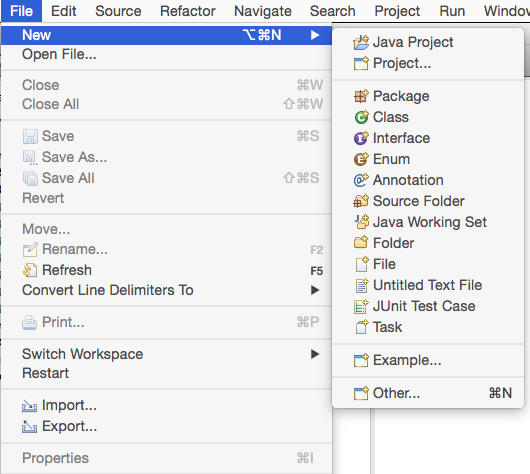 File Edit Source Refactor Navigate Search Project Run Window
New ⌥⌘N ▶
Open File...
Close ⌘W
Close All ⇧⌘W
Save ⌘S
Save As...
Save All ⇧⌘S
Revert
Move...
Rename... F2
Refresh F5
Convert Line Delimiters To ▶
Print... ⌘P
Switch Workspace ▶
Restart
Import...
Export...
Properties ⌘I
Java Project
Project...
Package
Class
Interface
Enum
Annotation
Source Folder
Java Working Set
Folder
File
Untitled Text File
JUnit Test Case
Task
Example...
Other... ⌘N